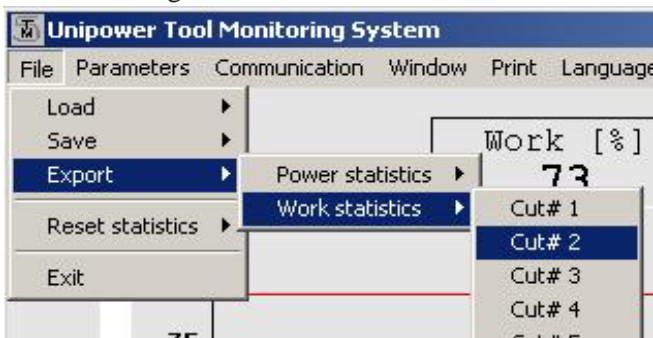 Unipower Tool Monitoring System
File Parameters Communication Window Print Language
Load
Save
Work [%]
Export
Power statistics
73
Work statistics
Cut# 1
Reset statistics
Cut# 2
Exit
Cut# 3
Cut# 4